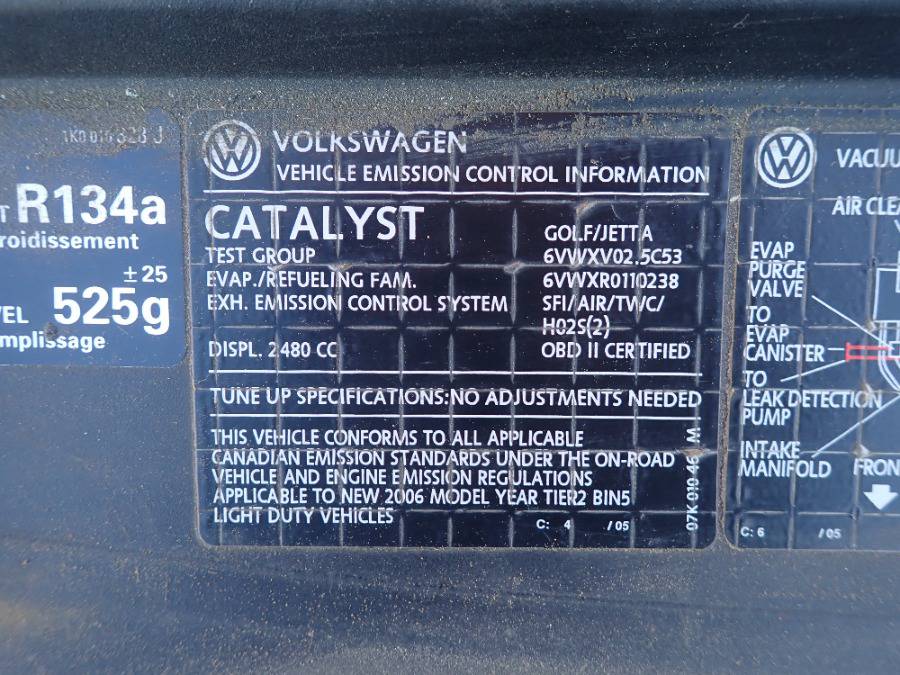 1K0 010 828 J
T R134a
roidissement
±25
VEL 525g
mplissage
VOLKSWAGEN
VEHICLE EMISSION CONTROL INFORMATION
CATALYST
GOLF/JETTA
TEST GROUP 6VWXV02.5C53
EVAP./REFUELING FAM. 6VWXR0110238
EXH. EMISSION CONTROL SYSTEM SFI/AIR/TWC/
H02S(2)
DISPL. 2480 CC OBD II CERTIFIED
TUNE UP SPECIFICATIONS:NO ADJUSTMENTS NEEDED
THIS VEHICLE CONFORMS TO ALL APPLICABLE
CANADIAN EMISSION STANDARDS UNDER THE ON-ROAD
VEHICLE AND ENGINE EMISSION REGULATIONS
APPLICABLE TO NEW 2006 MODEL YEAR TIER2 BIN5
LIGHT DUTY VEHICLES
C: 4 /05
07K 010 46 M
VACUU
AIR CLEA
EVAP
PURGE
VALVE
TO
EVAP
CANISTER
TO
LEAK DETECTION
PUMP
INTAKE
MANIFOLD
FRON
C: 6 /05